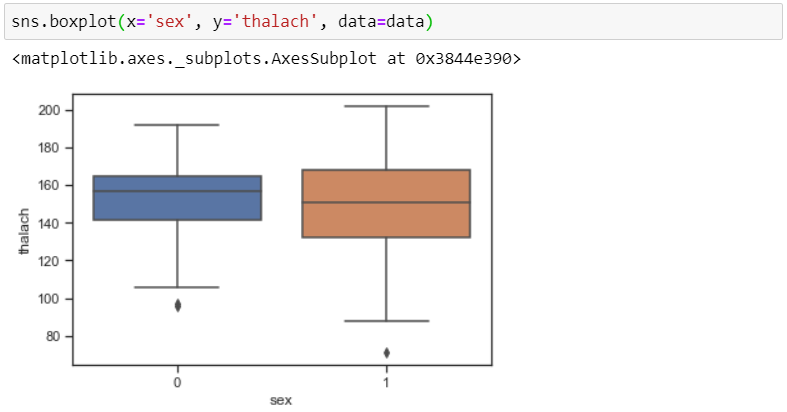 sns.boxplot(x='sex', y='thalach', data=data)
<matplotlib.axes._subplots.AxesSubplot at 0x3844e390>
200
180
160
140
120
100
80
thalach
0 1
sex